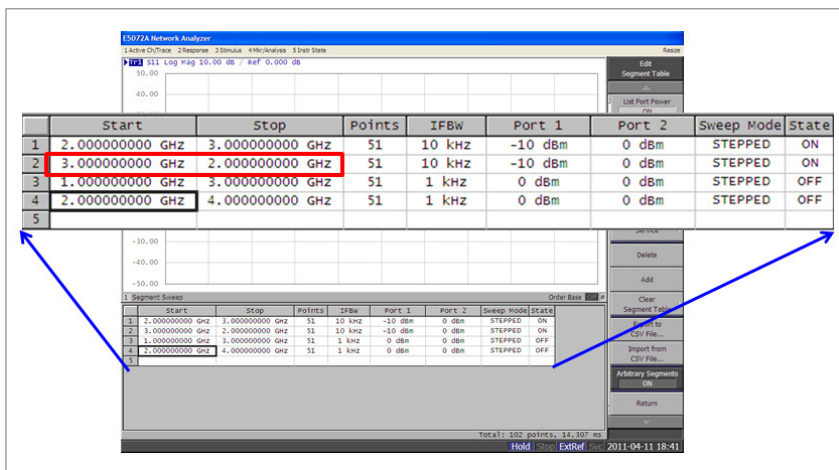 E5072A Network Analyzer
1 Active Ch/Trace 2 Response 3 Stimulus 4 Mkr/Analysis 5 Instr State Resize
Tr1 S11 Log Mag 10.00 dB / Ref 0.000 dB
50.00
40.00
Edit
Segment Table
List Port Power
ON
Start Stop Points IFBW Port 1 Port 2 Sweep Mode State
1 2.000000000 GHz 3.000000000 GHz 51 10 kHz -10 dBm 0 dBm STEPPED ON
2 3.000000000 GHz 2.000000000 GHz 51 10 kHz -10 dBm 0 dBm STEPPED ON
3 1.000000000 GHz 3.000000000 GHz 51 1 kHz 0 dBm 0 dBm STEPPED OFF
4 2.000000000 GHz 4.000000000 GHz 51 1 kHz 0 dBm 0 dBm STEPPED OFF
5
-30.00
-40.00
-50.00
Delete
Add
Clear
Segment Table
Export to
CSV File...
Import from
CSV File...
Arbitrary Segments
ON
Return
1 Segment Sweep Order Base Off
Start Stop Points IFBW Port 1 Port 2 Sweep Mode State
1 2.000000000 GHz 3.000000000 GHz 51 10 kHz -10 dBm 0 dBm STEPPED ON
2 3.000000000 GHz 2.000000000 GHz 51 10 kHz -10 dBm 0 dBm STEPPED ON
3 1.000000000 GHz 3.000000000 GHz 51 1 kHz 0 dBm 0 dBm STEPPED OFF
4 2.000000000 GHz 4.000000000 GHz 51 1 kHz 0 dBm 0 dBm STEPPED OFF
5
Total: 102 points, 14.307 ms
Hold Stop ExtRef Svc 2011-04-11 18:41